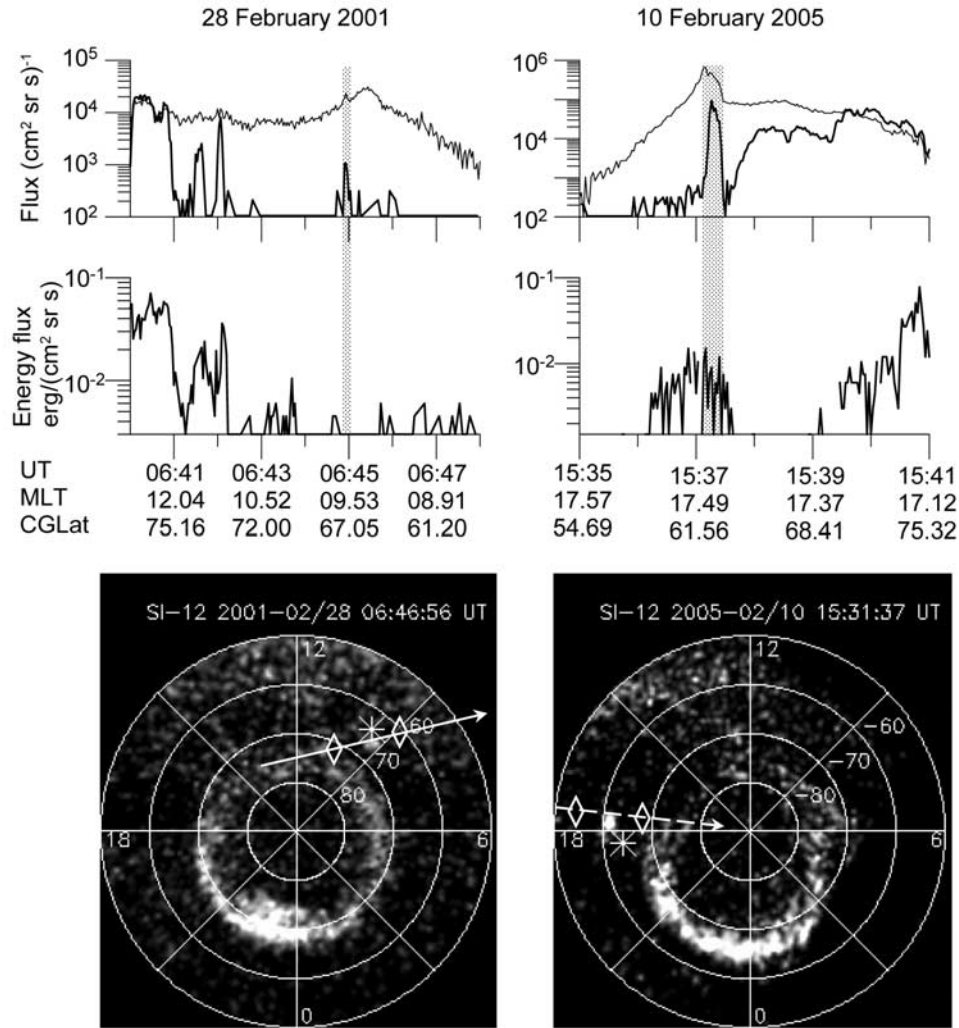 28 February 2001
10 February 2005
Flux (cm² sr s)⁻¹
10⁵
10⁴
10³
10²
10⁶
10⁴
10²
Energy flux
erg/(cm² sr s)
10⁻¹
10⁻²
10⁻²
UT 06:41 06:43 06:45 06:47 15:35 15:37 15:39 15:41
MLT 12.04 10.52 09.53 08.91 17.57 17.49 17.37 17.12
CGLat 75.16 72.00 67.05 61.20 54.69 61.56 68.41 75.32
SI-12 2001-02/28 06:46:56 UT
12
60
70
80
18
6
0
SI-12 2005-02/10 15:31:37 UT
12
-60
-70
-80
18
6
0